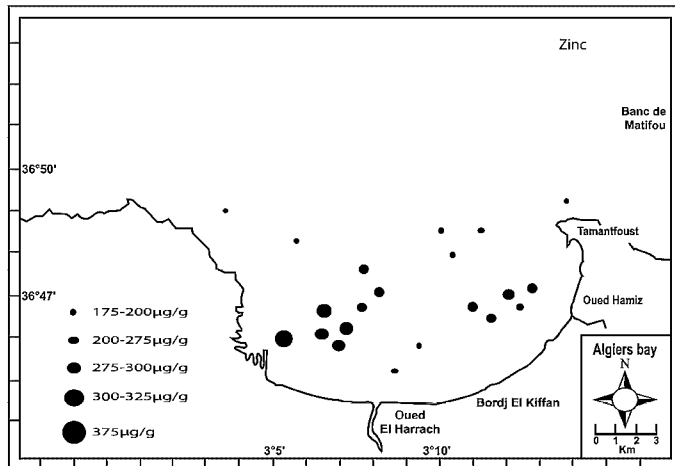 Zinc
Banc de
Matifou
36°50'
Tamantfoust
36°47'
Oued Hamiz
175-200µg/g
200-275µg/g
275-300µg/g
300-325µg/g
375µg/g
Algiers bay
N
0 1 2 3
Km
Bordj El Kiffan
Oued
El Harrach
3°5'
3°10'